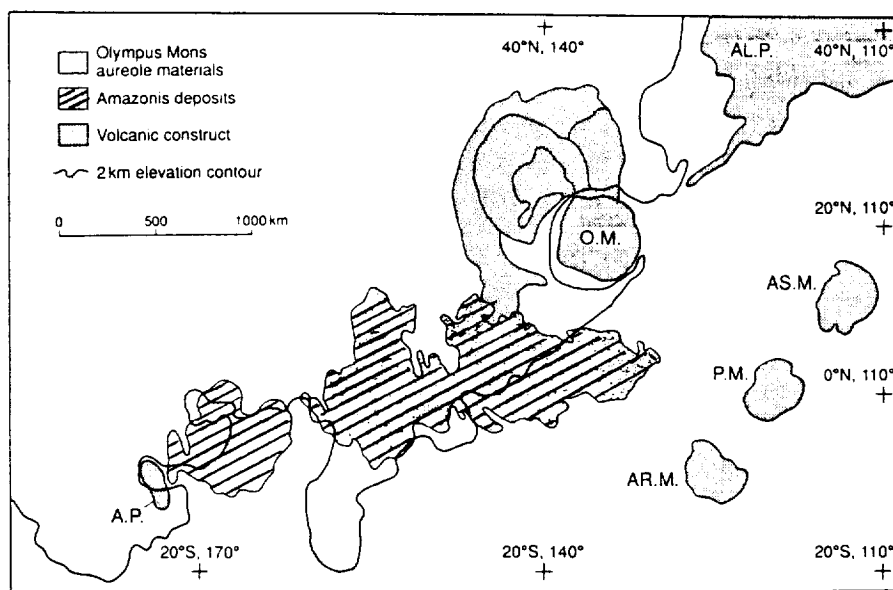 40°N, 140°
AL.P.
40°N, 110°
Olympus Mons
aureole materials
Amazonis deposits
Volcanic construct
2 km elevation contour
0 500 1000 km
O.M.
20°N, 110°
AS.M.
P.M.
0°N, 110°
AR.M.
A.P.
20°S, 170°
20°S, 140°
20°S, 110°